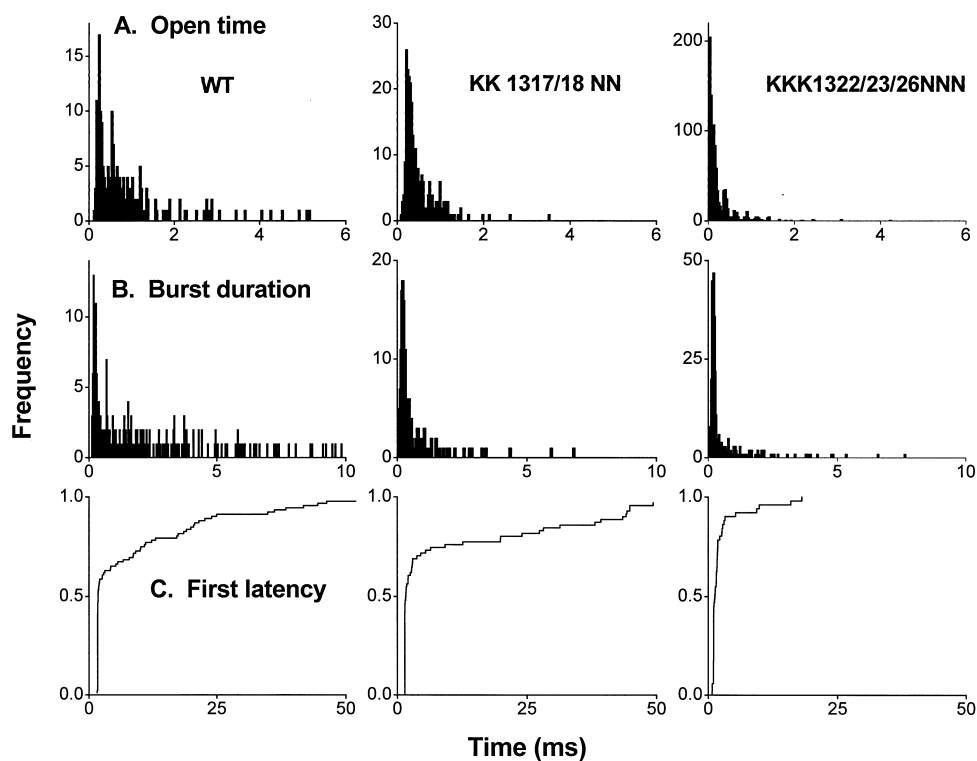 A. Open time
WT
KK 1317/18 NN
KKK1322/23/26NNN
15
10
5
0
0 2 4 6
30
20
10
0
0 2 4 6
200
100
0
0 2 4 6
B. Burst duration
Frequency
10
5
0
0 5 10
20
10
0
0 5 10
50
25
0
0 5 10
C. First latency
1.0
0.5
0.0
0 25 50
1.0
0.5
0.0
0 25 50
1.0
0.5
0.0
0 25 50
Time (ms)